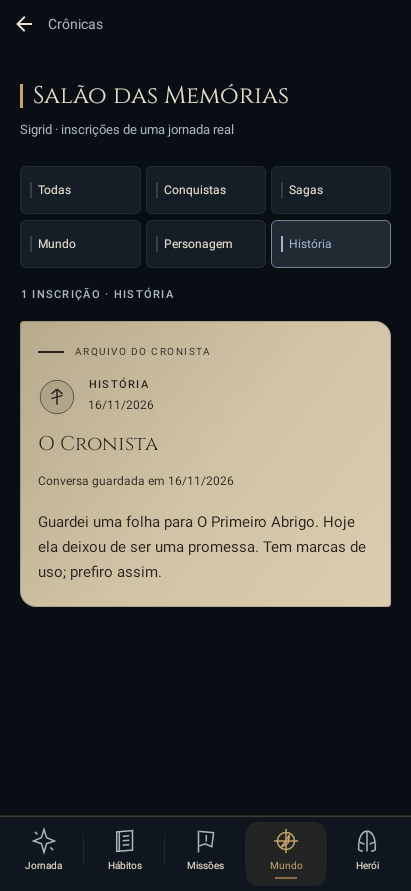 Crônicas
Salão das Memórias
Sigrid · inscrições de uma jornada real
Todas
Conquistas
Sagas
Mundo
Personagem
História
1 INSCRIÇÃO · HISTÓRIA
ARQUIVO DO CRONISTA
HISTÓRIA
16/11/2026
O Cronista
Conversa guardada em 16/11/2026
Guardei uma folha para O Primeiro Abrigo. Hoje
ela deixou de ser uma promessa. Tem marcas de
uso; prefiro assim.
Jornada
Hábitos
Missões
Mundo
Herói